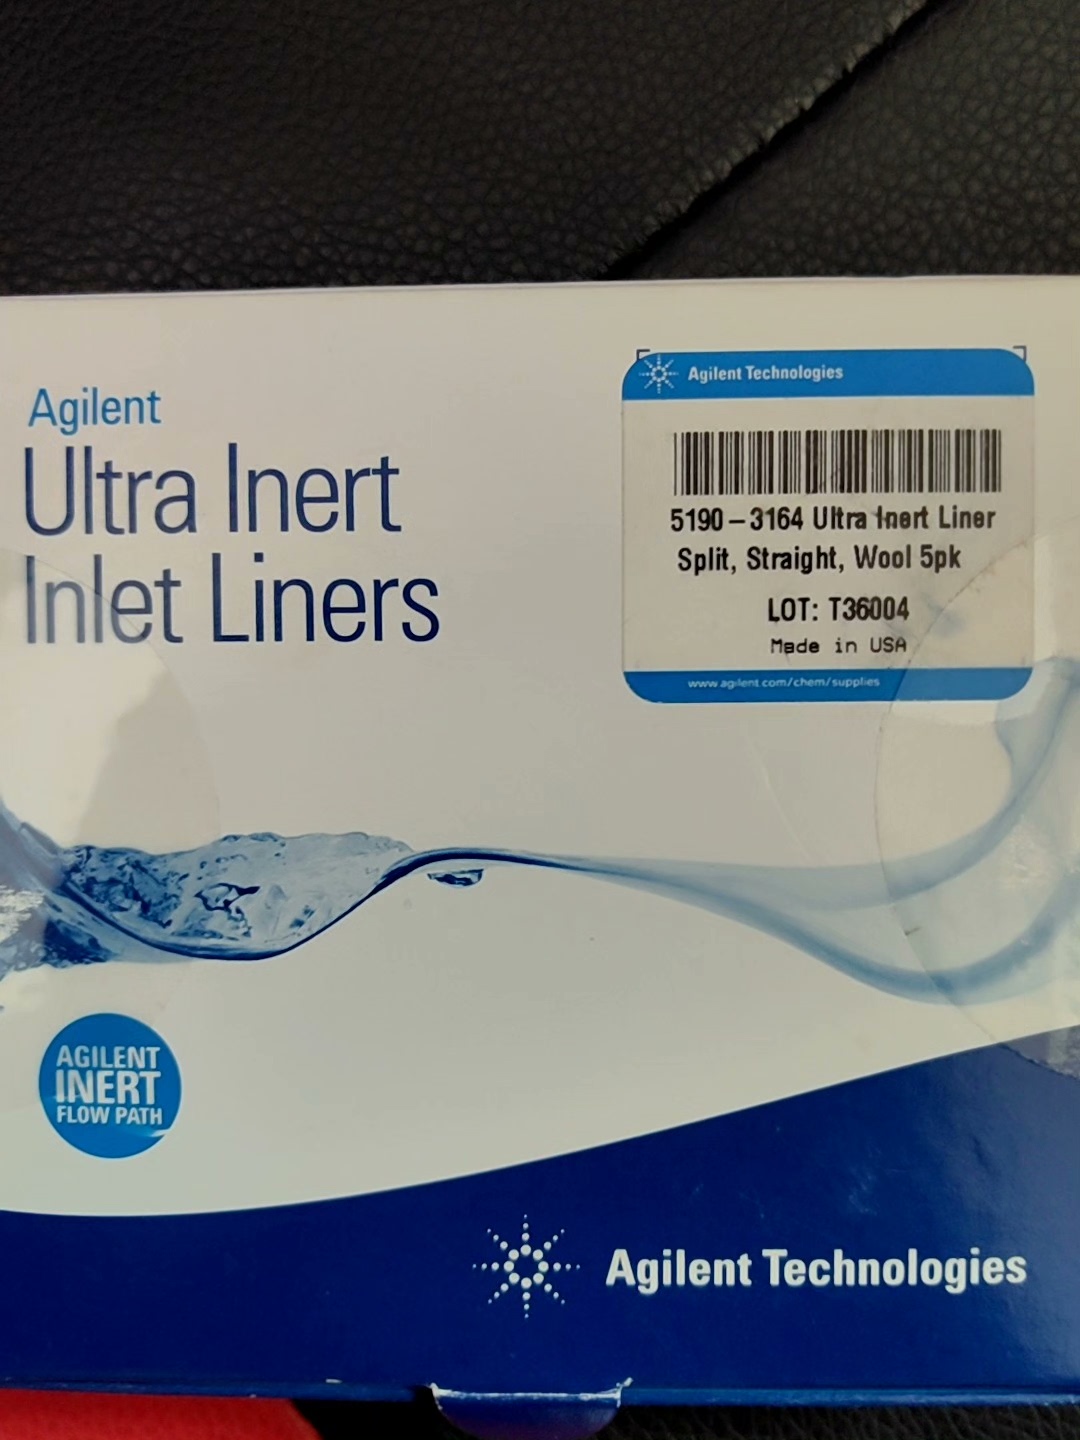 Agilent
Ultra Inert
Inlet Liners
Agilent Technologies
5190-3164 Ultra Inert Liner
Split, Straight, Wool 5pk
LOT: T36004
Made in USA
www.agilent.com/chem/supplies
AGILENT
INERT
FLOW PATH
Agilent Technologies